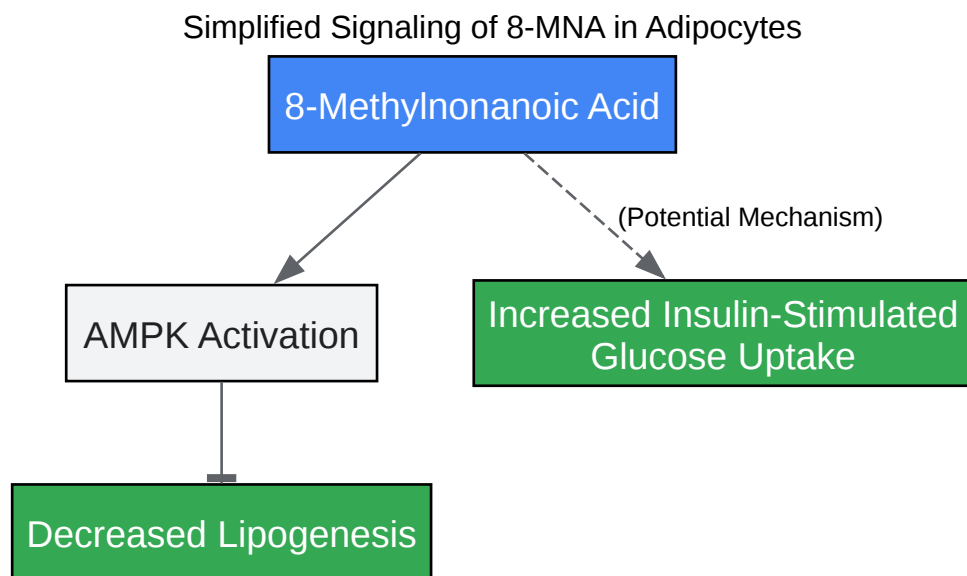 Simplified Signaling of 8-MNA in Adipocytes
8-Methylnonanoic Acid
(Potential Mechanism)
AMPK Activation
Increased Insulin-Stimulated
Glucose Uptake
Decreased Lipogenesis